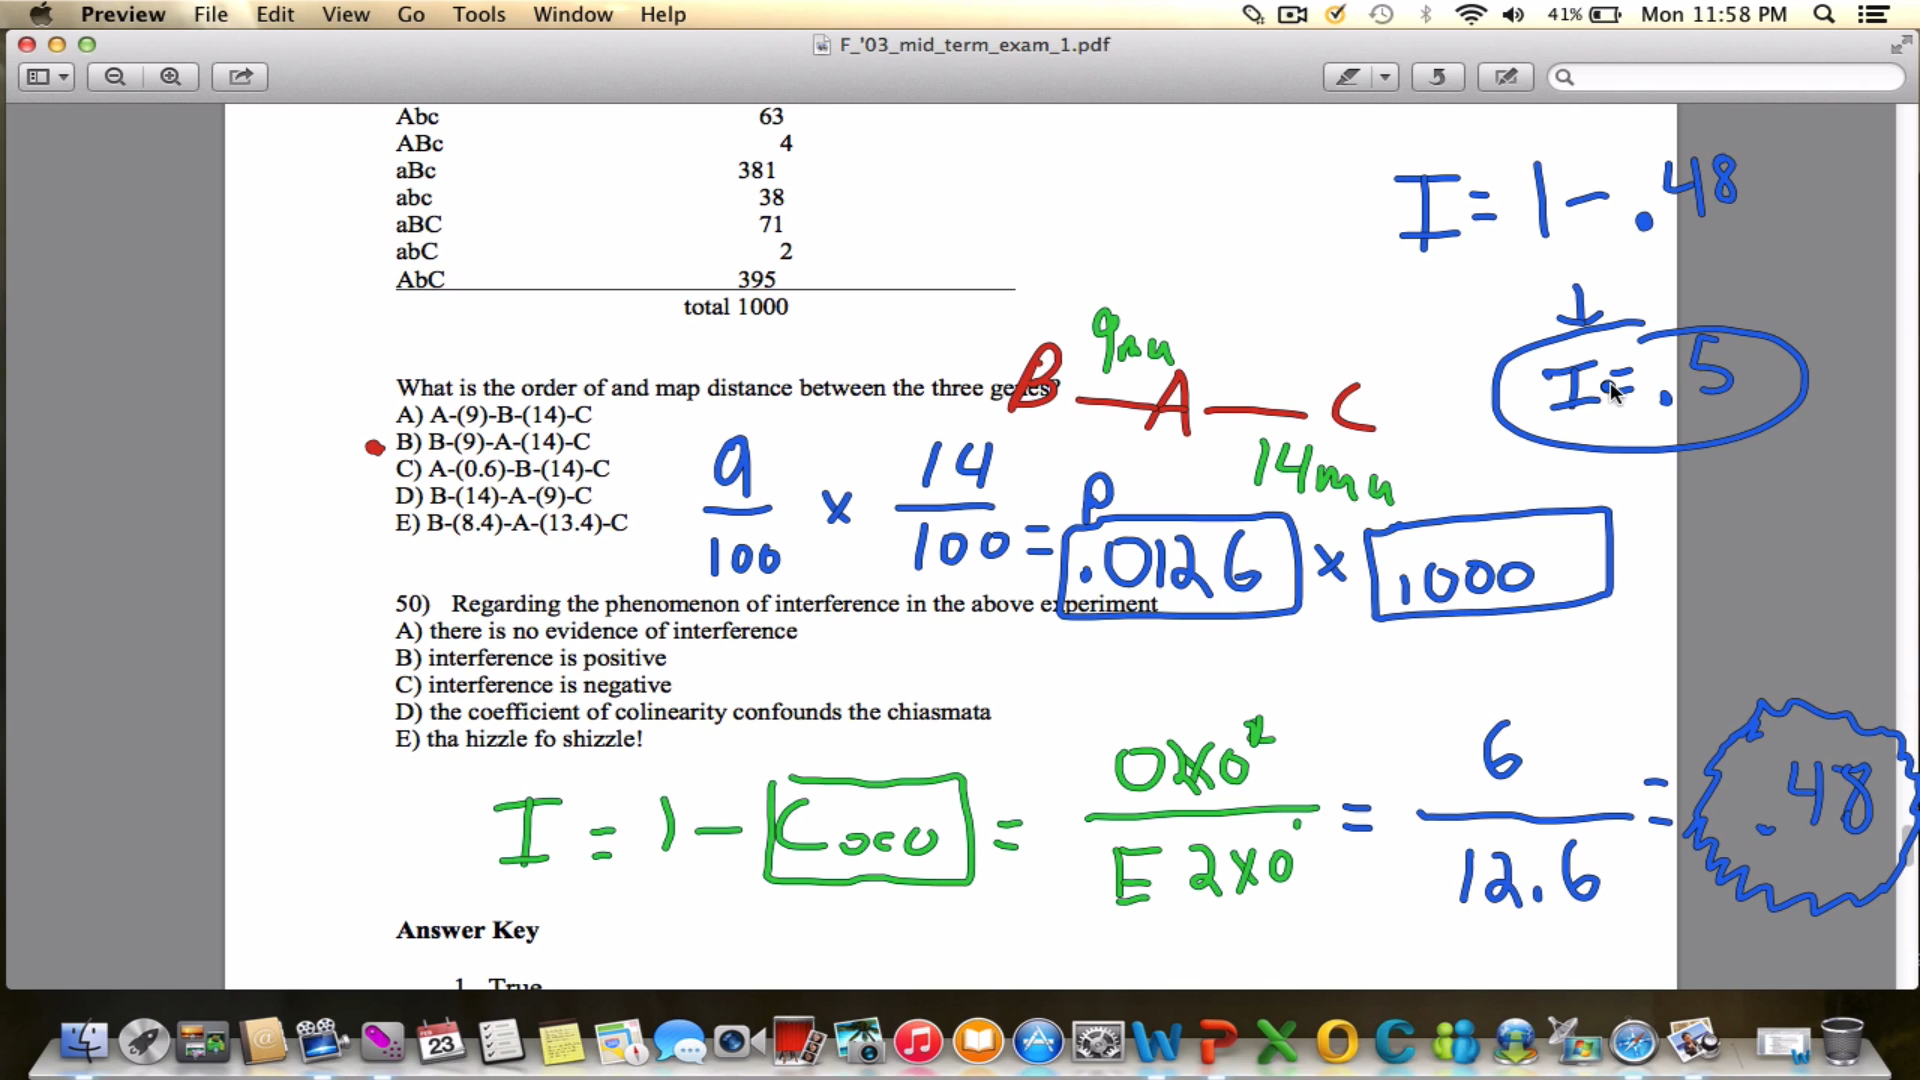 Preview File Edit View Go Tools Window Help 41% Mon 11:58 PM
F_'03_mid_term_exam_1.pdf
Abc 63
ABc 4
aBc 381
abc 38
aBC 71
abC 2
AbC 395
total 1000
I = 1 - .48
I = .5
9mu
B A C
14mu
What is the order of and map distance between the three genes?
A) A-(9)-B-(14)-C
B) B-(9)-A-(14)-C
C) A-(0.6)-B-(14)-C
D) B-(14)-A-(9)-C
E) B-(8.4)-A-(13.4)-C
9/100 x 14/100 = .0126 x 1000
P
50) Regarding the phenomenon of interference in the above experiment
A) there is no evidence of interference
B) interference is positive
C) interference is negative
D) the coefficient of colinearity confounds the chiasmata
E) tha hizzle fo shizzle!
I = 1 - Coco = / E 2x0 = 6/12.6 = .48
Answer Key
1. True
FEB
23